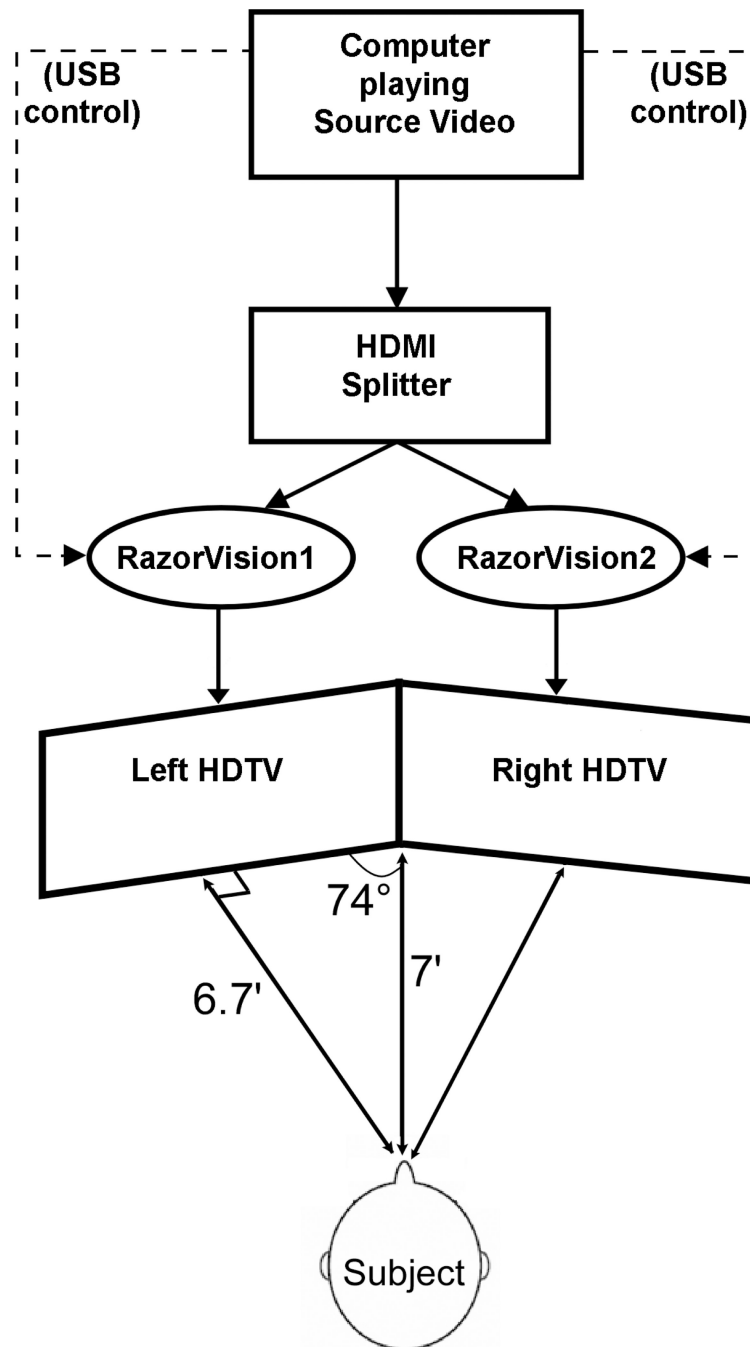 Computer
playing
Source Video
(USB
control)
(USB
control)
HDMI
Splitter
RazorVision1
RazorVision2
Left HDTV
Right HDTV
74°
6.7'
7'
Subject